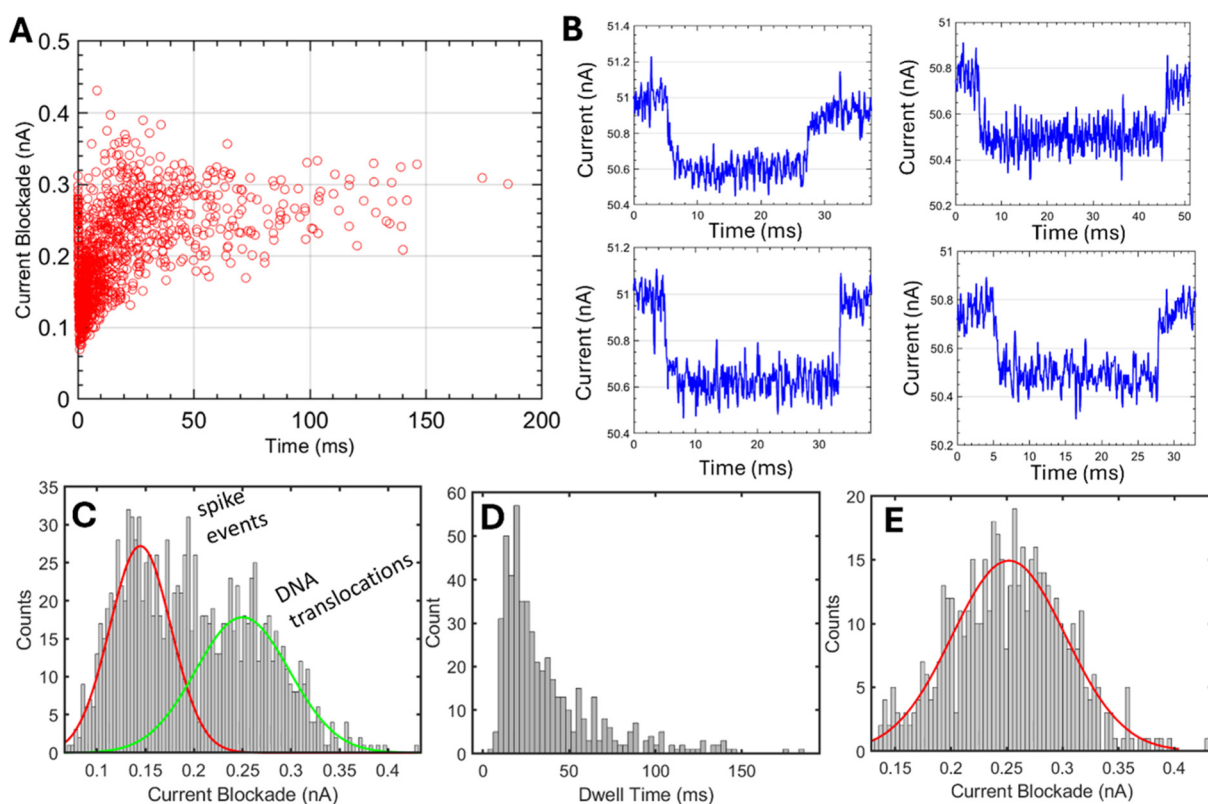 A
0.5
0.4
0.3
0.2
0.1
0
Current Blockade (nA)
0 50 100 150 200
Time (ms)
B
51.4
51.2
51
50.8
50.6
50.4
Current (nA)
0 10 20 30
Time (ms)
51
50.8
50.6
50.4
50.2
Current (nA)
0 10 20 30 40 50
Time (ms)
51.2
51
50.8
50.6
50.4
Current (nA)
0 10 20 30
Time (ms)
51
50.8
50.6
50.4
50.2
Current (nA)
0 5 10 15 20 25 30
Time (ms)
C
spike
events
DNA
translocations
35
30
25
20
15
10
5
0
Counts
0.1 0.15 0.2 0.25 0.3 0.35 0.4
Current Blockade (nA)
D
60
50
40
30
20
10
0
Count
0 50 100 150
Dwell Time (ms)
E
20
15
10
5
0
Counts
0.15 0.2 0.25 0.3 0.35 0.4
Current Blockade (nA)